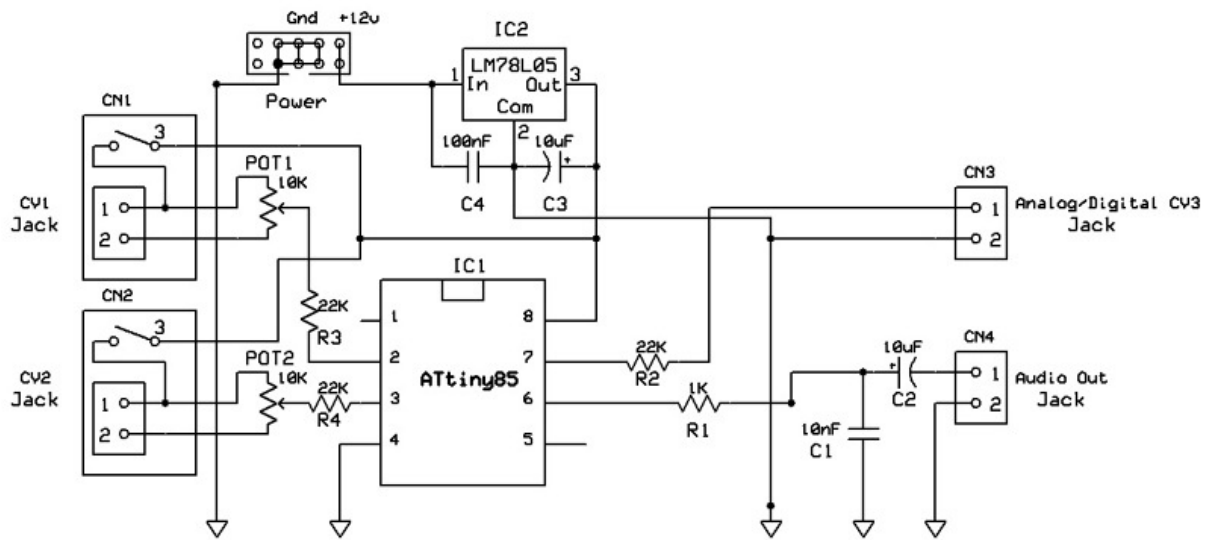 Gnd +12v
Power
IC2
LM78L05
1 In Out 3
Com
2
100nF
C4
10uF
+
C3
CN1
3
1
2
CV1
Jack
POT1
10K
CN2
3
1
2
CV2
Jack
POT2
10K
22K
R3
22K
R4
IC1
ATtiny85
1
2
3
4
8
7
6
5
22K
R2
1K
R1
10nF
C1
10uF
+
C2
CN3
1
2
Analog/Digital CV3
Jack
CN4
1
2
Audio Out
Jack